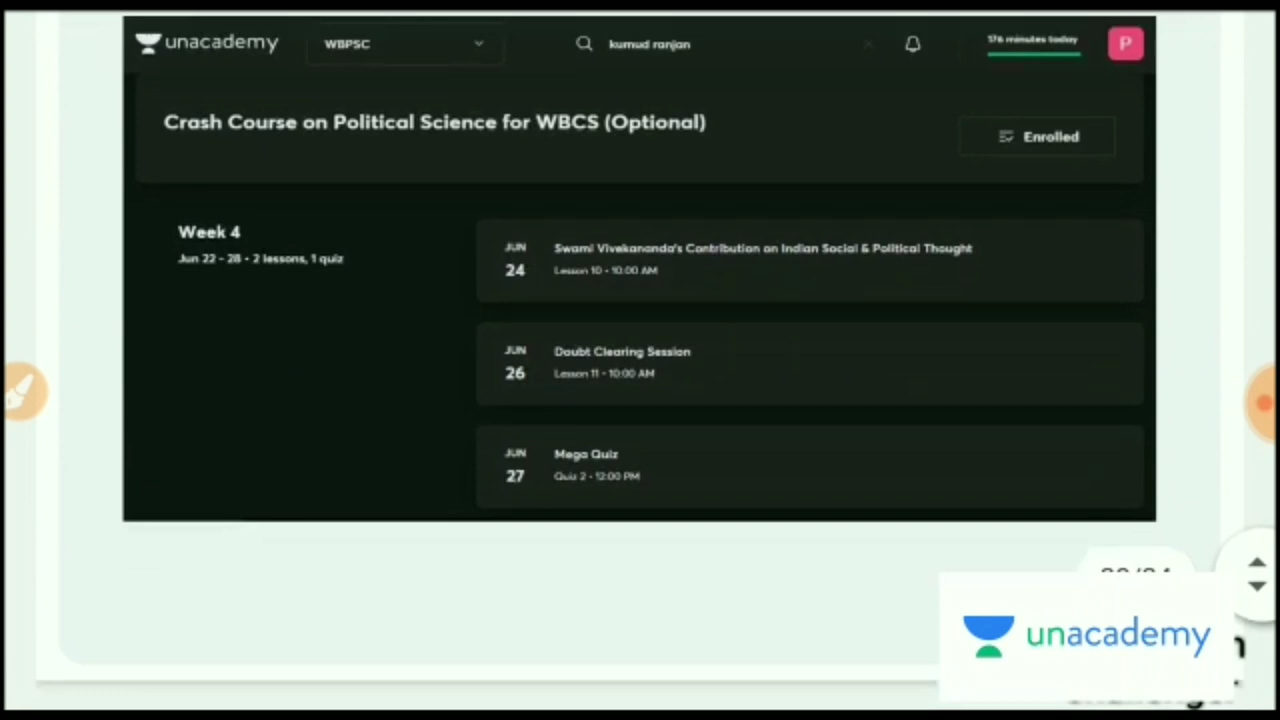 unacademy
WBPSC
kumud ranjan
176 minutes today
P
Crash Course on Political Science for WBCS (Optional)
Enrolled
Week 4
Jun 22 - 28 • 2 lessons, 1 quiz
JUN
24
Swami Vivekananda's Contribution on Indian Social & Political Thought
Lesson 10 • 10:00 AM
JUN
26
Doubt Clearing Session
Lesson 11 • 10:00 AM
JUN
27
Mega Quiz
Quiz 2 • 12:00 PM
unacademy